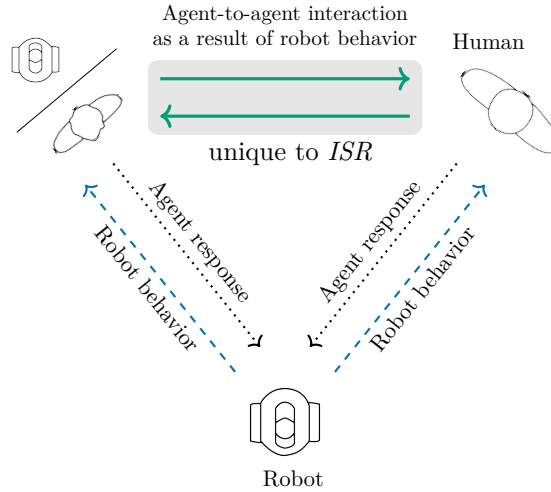 Agent-to-agent interaction
as a result of robot behavior
Human
unique to ISR
Agent response
Robot behavior
Agent response
Robot behavior
Robot